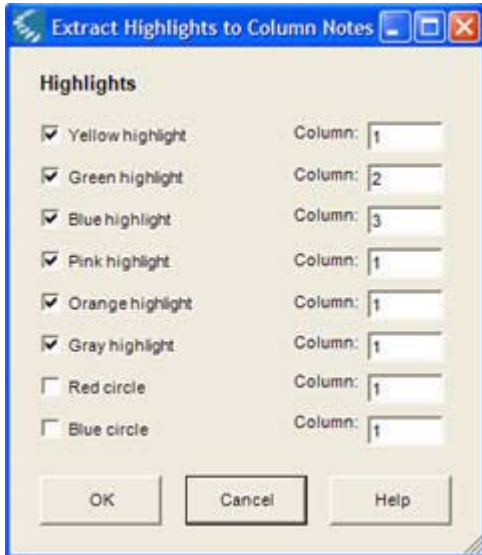 Extract Highlights to Column Notes
Highlights
Yellow highlight Column: 1
Green highlight Column: 2
Blue highlight Column: 3
Pink highlight Column: 1
Orange highlight Column: 1
Gray highlight Column: 1
Red circle Column: 1
Blue circle Column: 1
OK Cancel Help